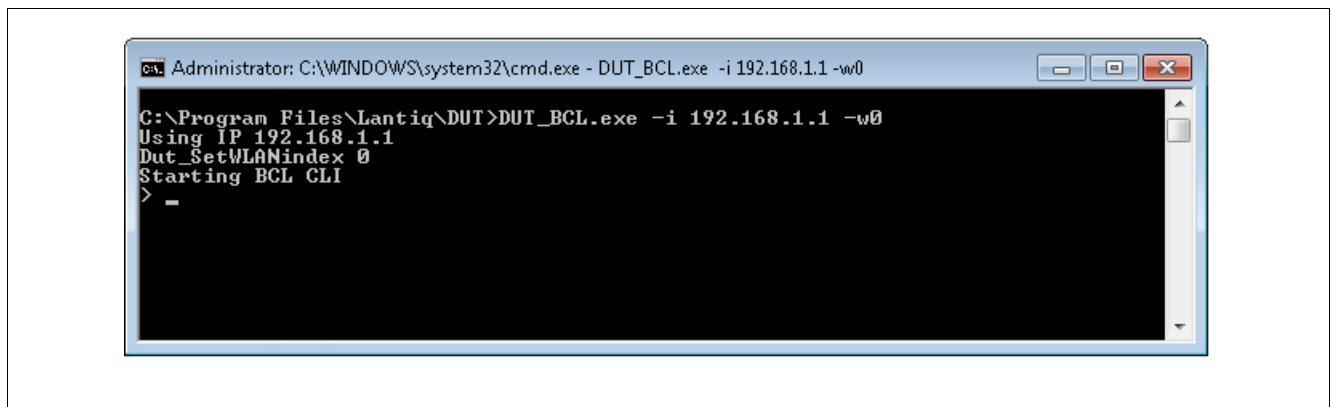 Administrator: C:\WINDOWS\system32\cmd.exe - DUT_BCL.exe -i 192.168.1.1 -w0
C:\Program Files\Lantiq\DUT>DUT_BCL.exe -i 192.168.1.1 -w0
Using IP 192.168.1.1
Dut_SetWLANindex 0
Starting BCL CLI
> _